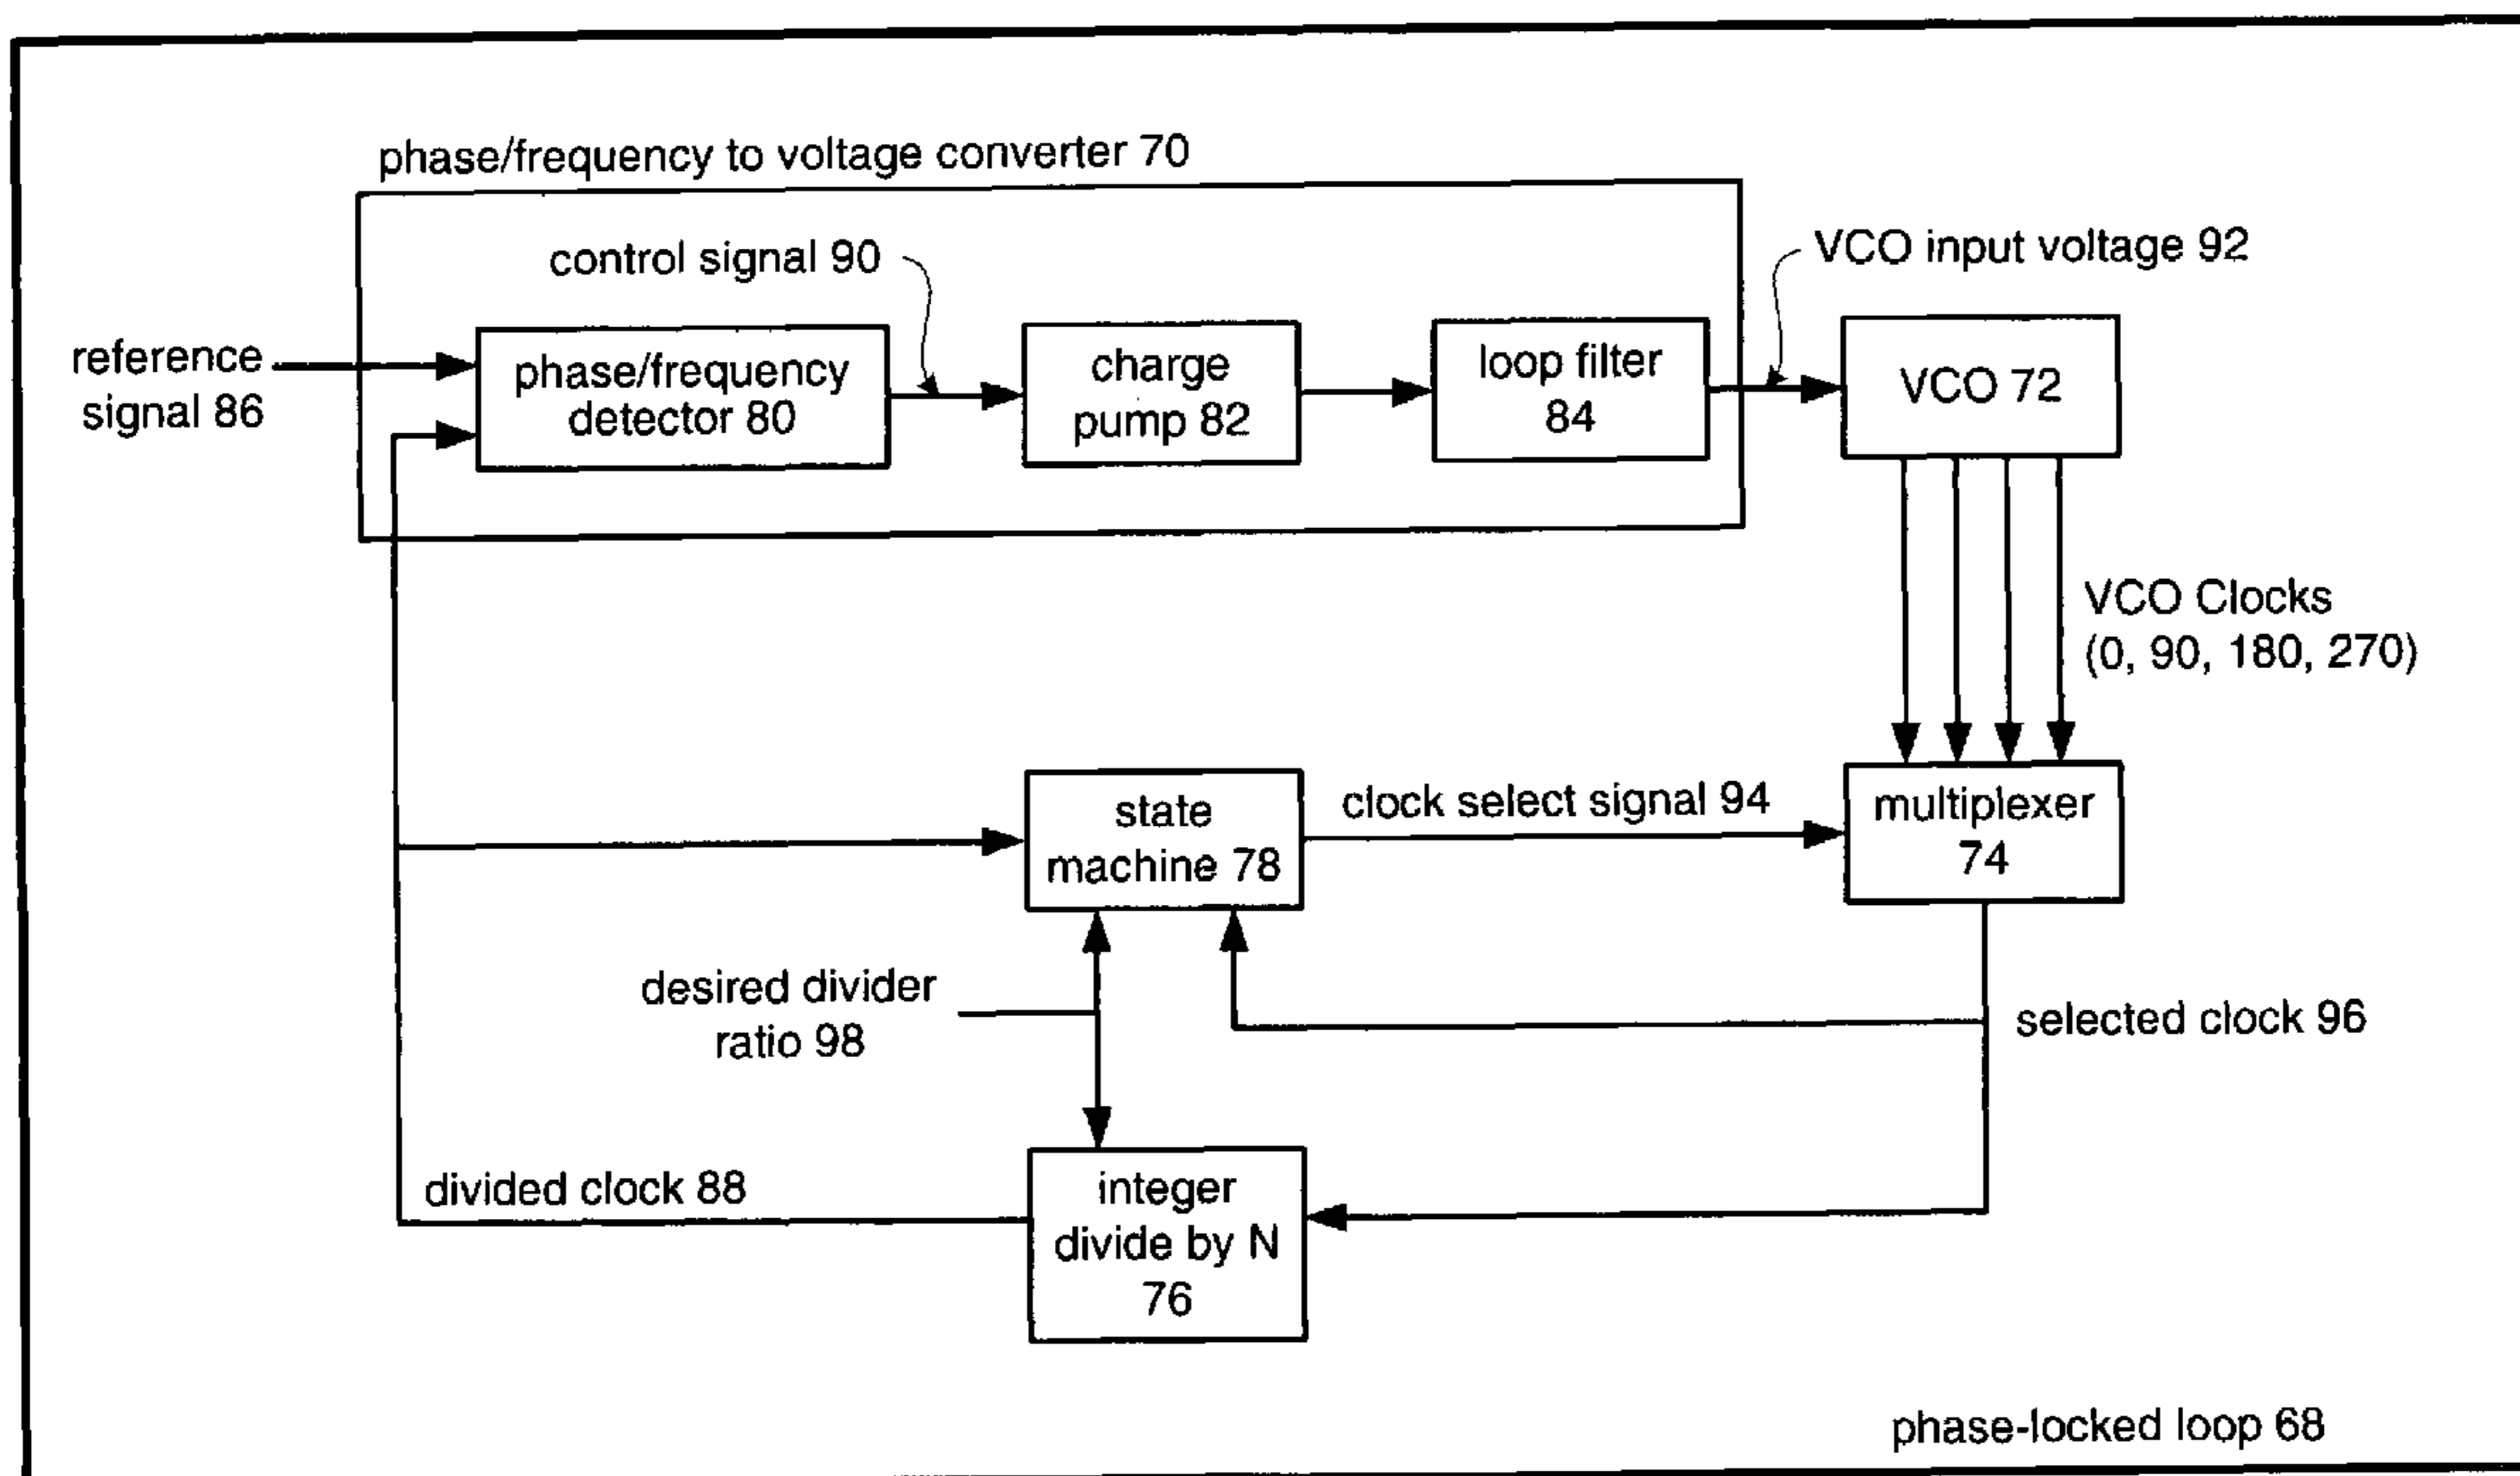 phase/frequency to voltage converter 70
control signal 90
VCO input voltage 92
reference
signal 86
phase/frequency
detector 80
charge
pump 82
loop filter
84
VCO 72
VCO Clocks
(0, 90, 180, 270)
state
machine 78
clock select signal 94
multiplexer
74
desired divider
ratio 98
selected clock 96
divided clock 88
integer
divide by N
76
phase-locked loop 68